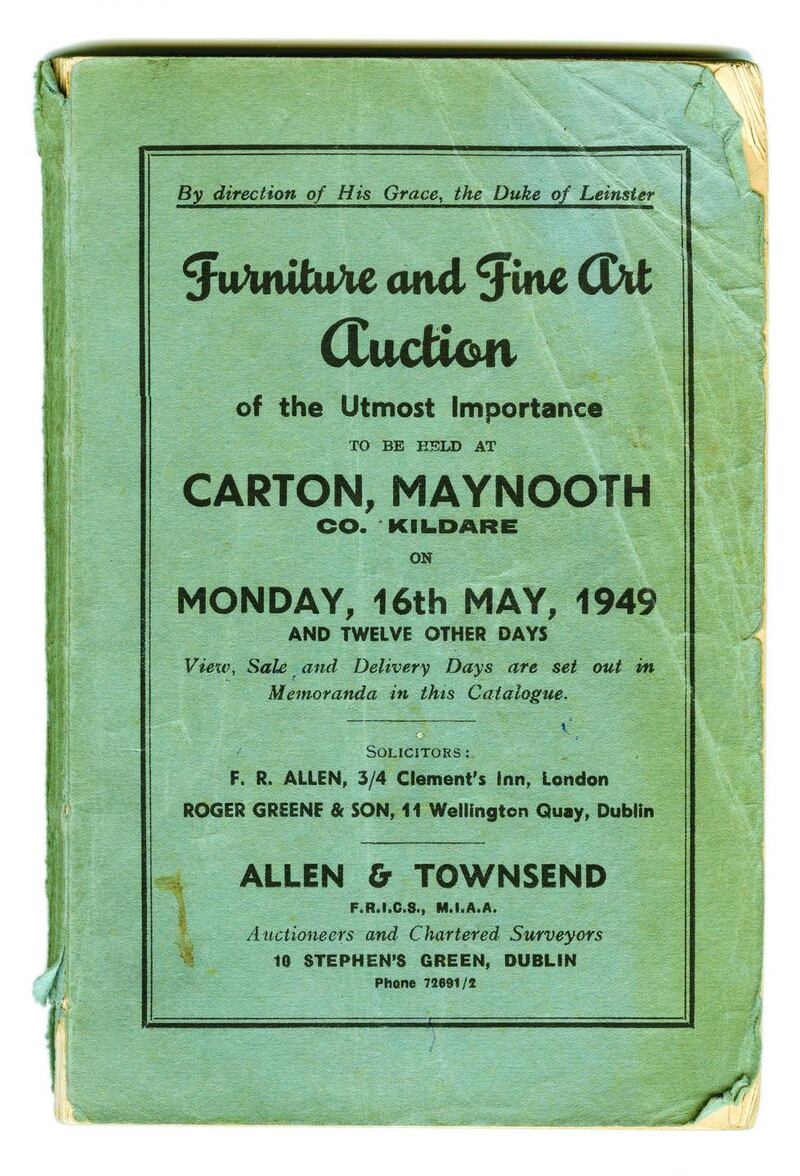 By direction of His Grace, the Duke of Leinster
Furniture and Fine Art
Auction
of the Utmost Importance
TO BE HELD AT
CARTON, MAYNOOTH
CO. KILDARE
ON
MONDAY, 16th MAY, 1949
AND TWELVE OTHER DAYS
View, Sale and Delivery Days are set out in
Memoranda in this Catalogue.
SOLICITORS:
F. R. ALLEN, 3/4 Clement's Inn, London
ROGER GREENE & SON, 11 Wellington Quay, Dublin
ALLEN & TOWNSEND
F.R.I.C.S., M.I.A.A.
Auctioneers and Chartered Surveyors
10 STEPHEN'S GREEN, DUBLIN
Phone 72691/2